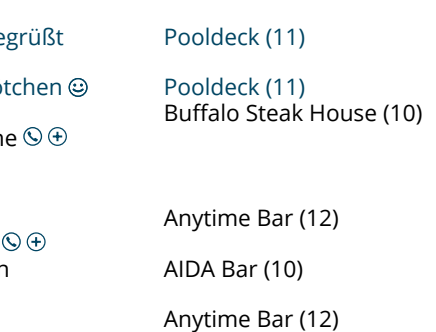 egrüßt Pooldeck (11)
tchen Pooldeck (11)
Buffalo Steak House (10)
ne
Anytime Bar (12)
n AIDA Bar (10)
Anytime Bar (12)